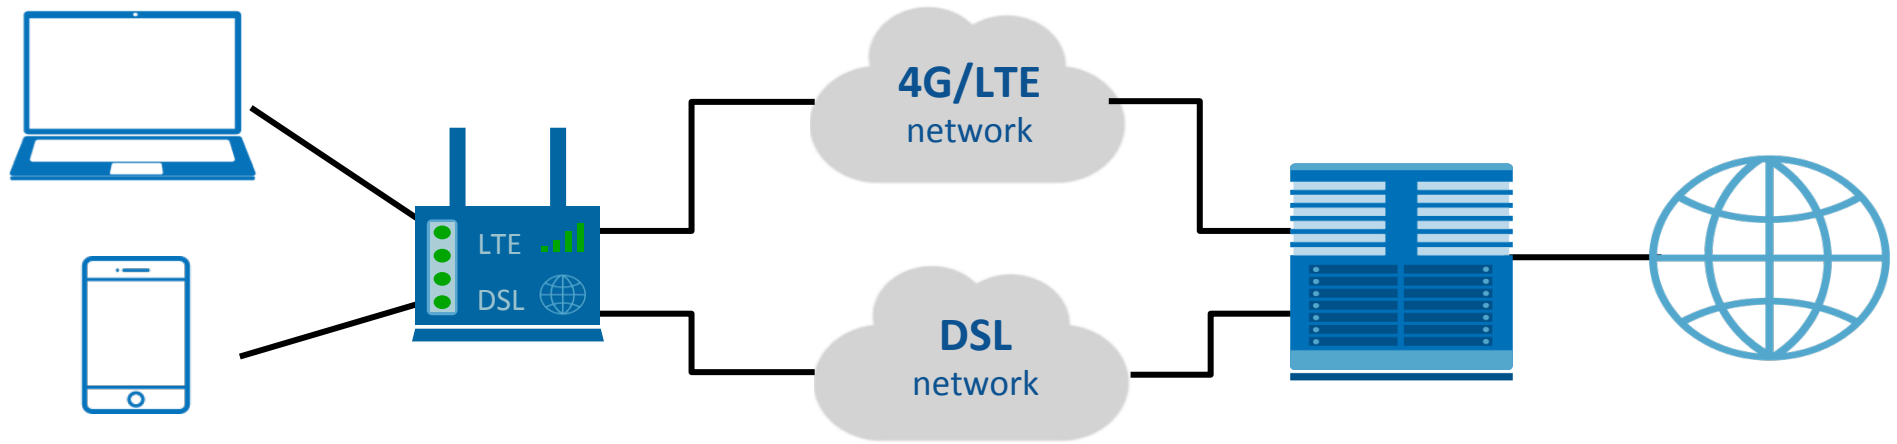 4G/LTE
network
LTE
DSL
DSL
network